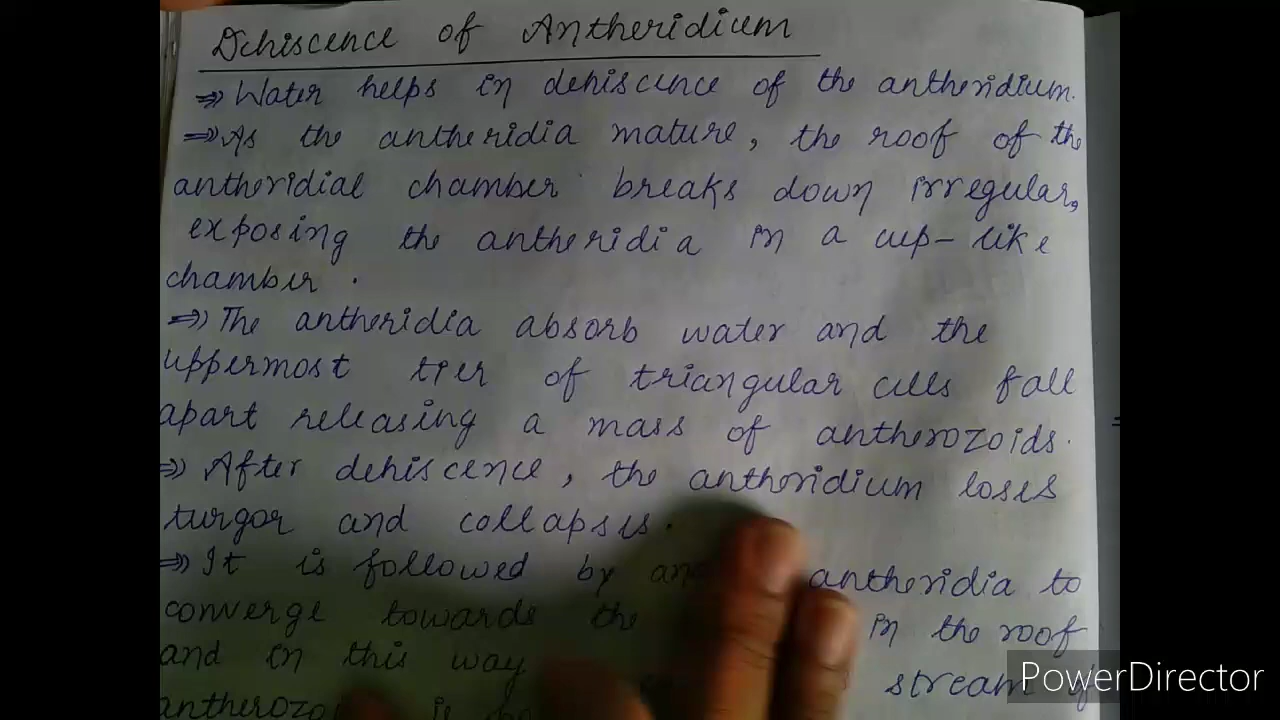 Dehiscence of Antheridium
⇒ Water helps in dehiscence of the antheridium.
⇒ As the antheridia mature, the roof of the
antheridial chamber breaks down irregular,
exposing the antheridia in a cup-like
chamber.
⇒ The antheridia absorb water and the
uppermost tier of triangular cells fall
apart releasing a mass of antherozoids.
⇒ After dehiscence, the antheridium loses
turgor and collapses.
⇒ It is followed by antheridia to
converge towards the in the roof
and in this way stream of
is
PowerDirector